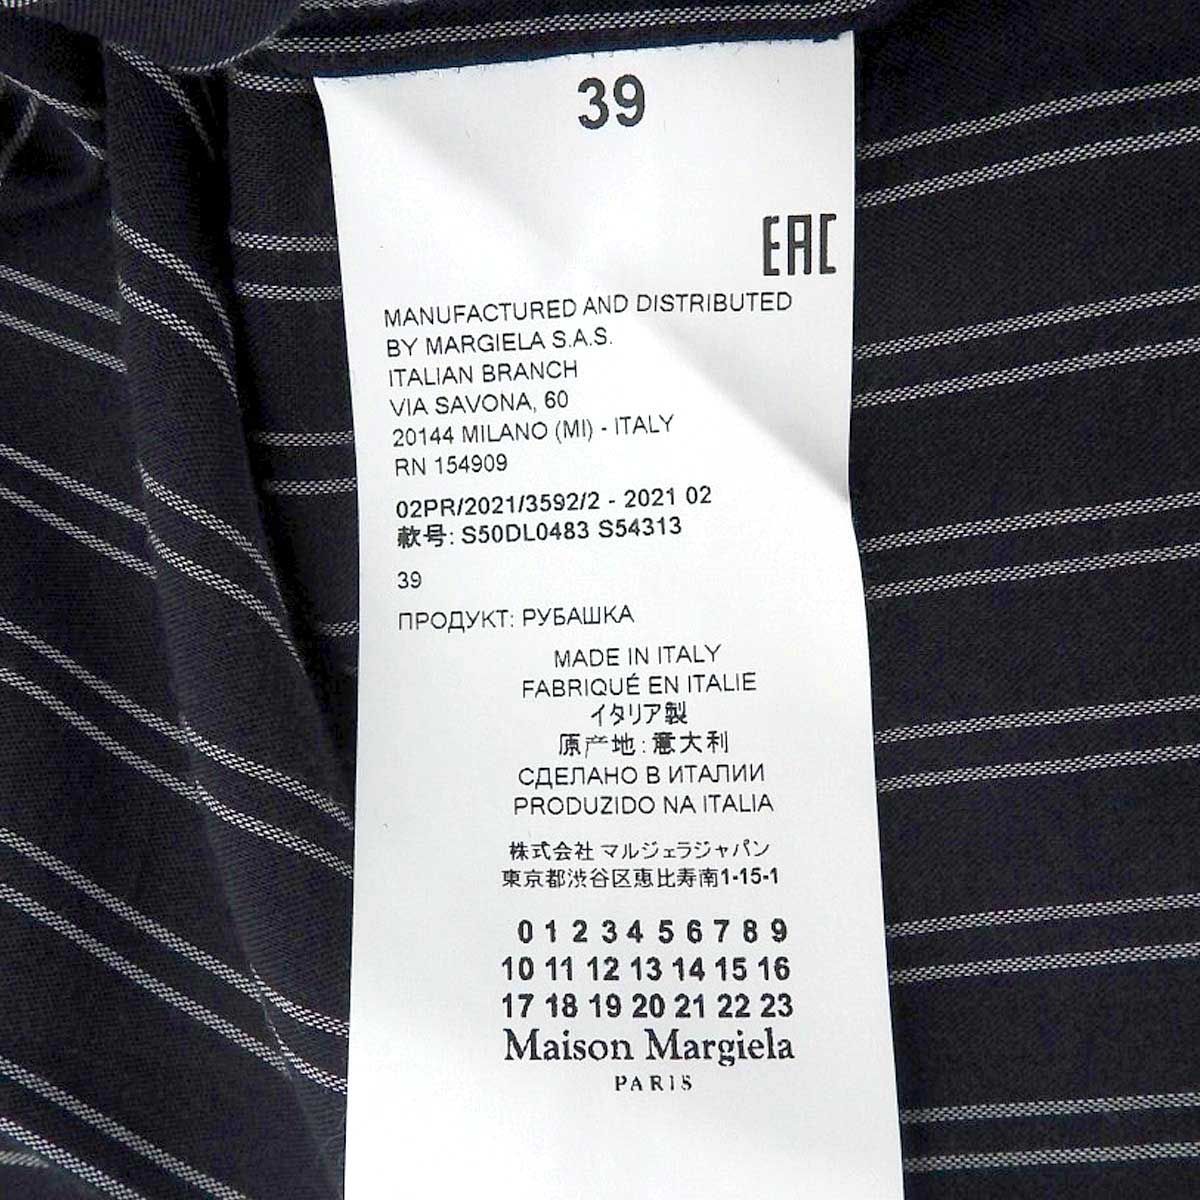 39
EAC
MANUFACTURED AND DISTRIBUTED
BY MARGIELA S.A.S.
ITALIAN BRANCH
VIA SAVONA, 60
20144 MILANO (MI) - ITALY
RN 154909
02PR/2021/3592/2 - 2021 02
款号: S50DL0483 S54313
39
ПРОДУКТ: РУБАШКА
MADE IN ITALY
FABRIQUÉ EN ITALIE
イタリア製
原产地: 意大利
СДЕЛАНО В ИТАЛИИ
PRODUZIDO NA ITALIA
株式会社 マルジェラジャパン
東京都渋谷区恵比寿南1-15-1
0 1 2 3 4 5 6 7 8 9
10 11 12 13 14 15 16
17 18 19 20 21 22 23
Maison Margiela
PARIS